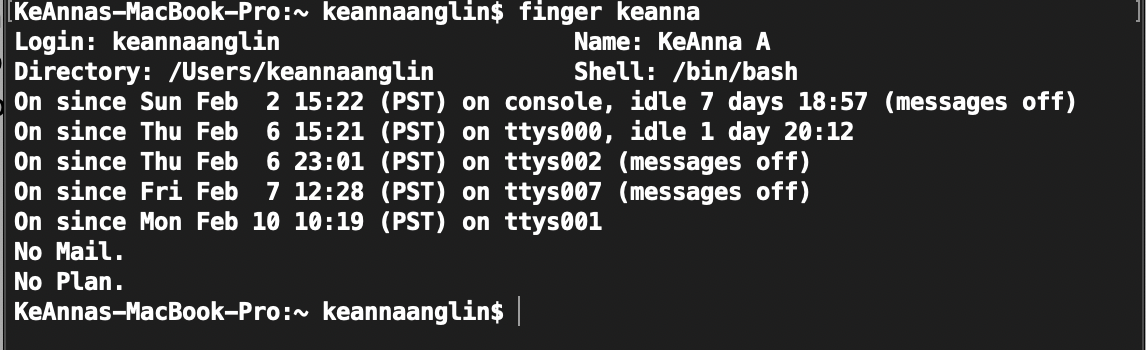 KeAnnas-MacBook-Pro:~ keannaanglin$ finger keanna
Login: keannaanglin                     Name: KeAnna A
Directory: /Users/keannaanglin          Shell: /bin/bash
On since Sun Feb  2 15:22 (PST) on console, idle 7 days 18:57 (messages off)
On since Thu Feb  6 15:21 (PST) on ttys000, idle 1 day 20:12
On since Thu Feb  6 23:01 (PST) on ttys002 (messages off)
On since Fri Feb  7 12:28 (PST) on ttys007 (messages off)
On since Mon Feb 10 10:19 (PST) on ttys001
No Mail.
No Plan.
KeAnnas-MacBook-Pro:~ keannaanglin$